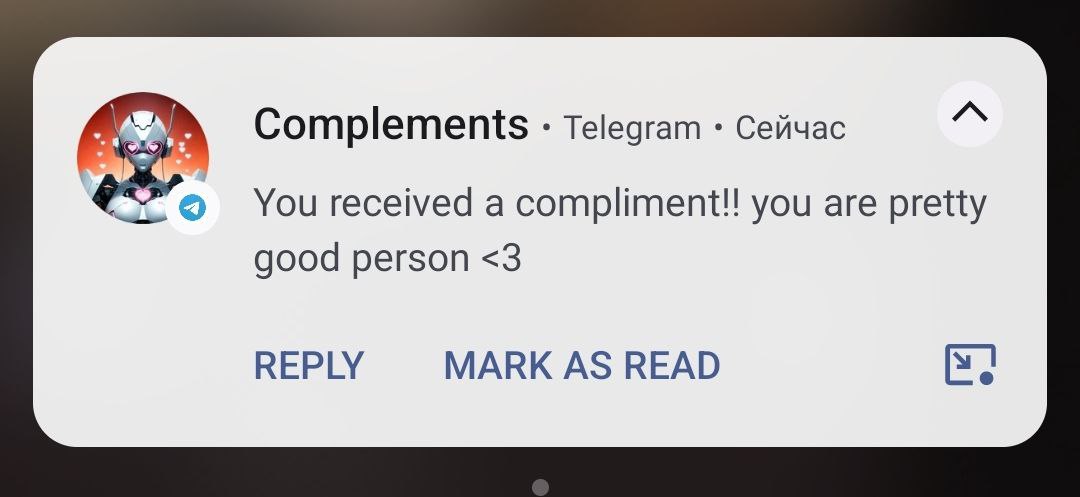 Complements • Telegram • Сейчас
You received a compliment!! you are pretty
good person <3
REPLY MARK AS READ